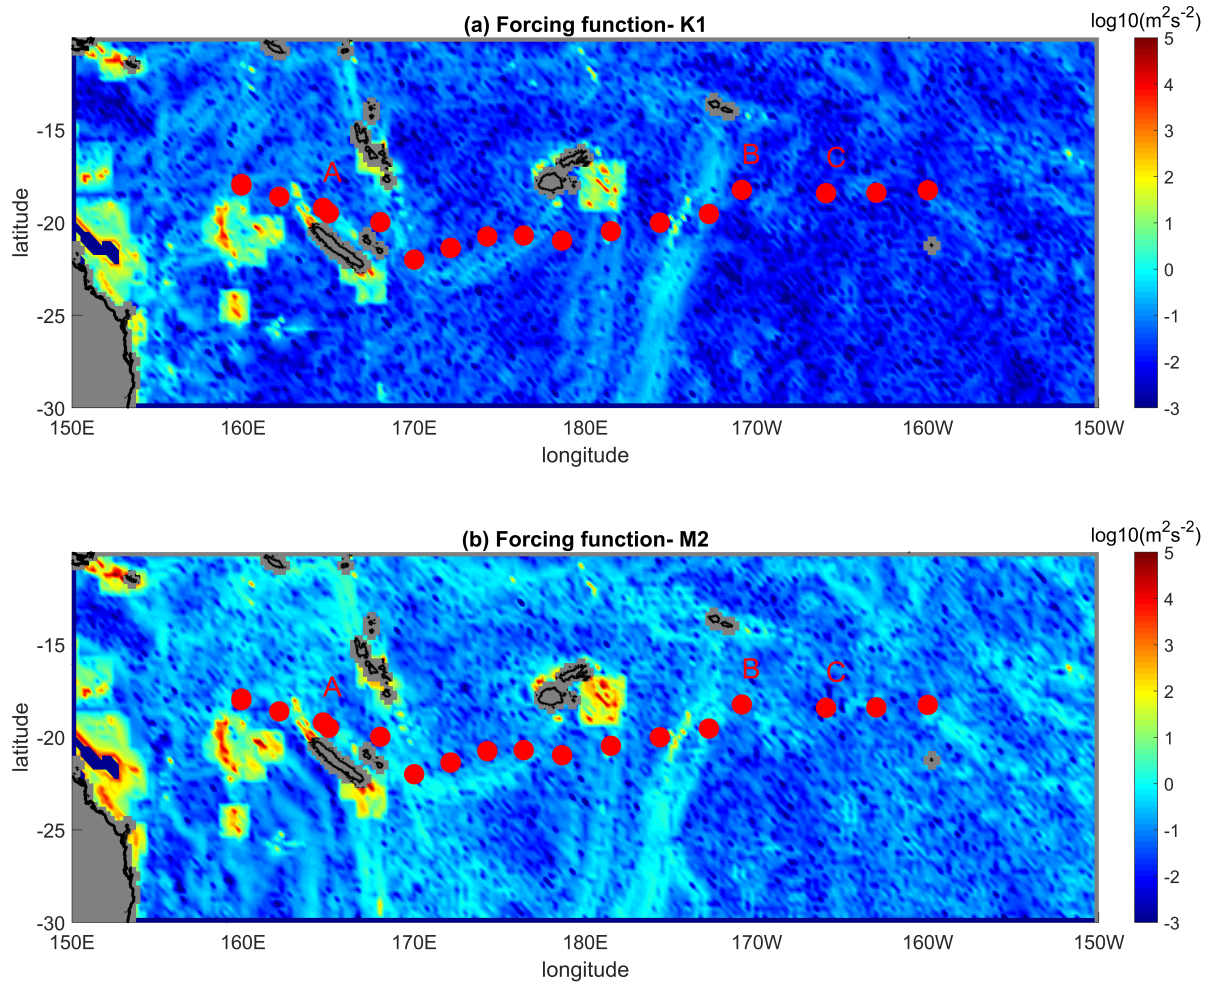 (a) Forcing function- K1
log10(m²s⁻²)
5
4
3
2
1
0
-1
-2
-3
-15
-20
-25
-30
latitude
A
B
C
150E 160E 170E 180E 170W 160W 150W
longitude
(b) Forcing function- M2
log10(m²s⁻²)
5
4
3
2
1
0
-1
-2
-3
-15
-20
-25
-30
latitude
A
B
C
150E 160E 170E 180E 170W 160W 150W
longitude